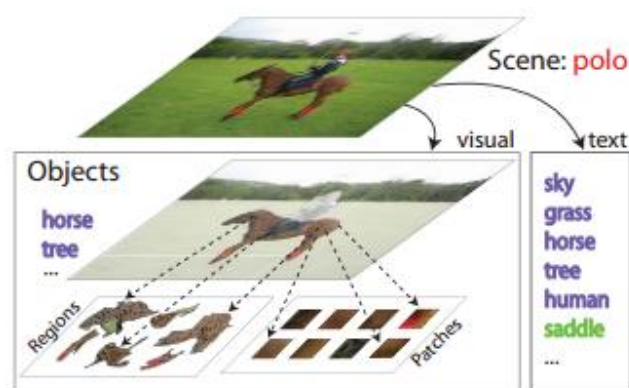 Scene: polo
visual
text
Objects
horse
tree
...
Regions
Patches
sky
grass
horse
tree
human
saddle
...